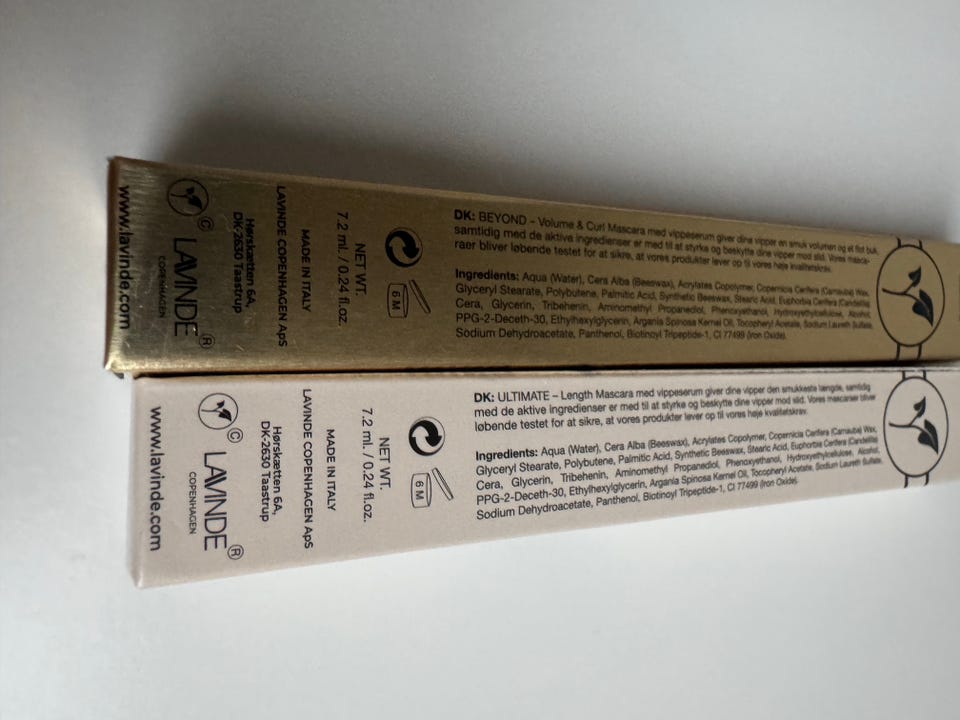 www.lavinde.com
©
LAVINDE®
COPENHAGEN
Hørskætten 6A,
DK-2630 Taastrup
LAVINDE COPENHAGEN ApS
MADE IN ITALY
NET WT.
7.2 ml. / 0.24 fl.oz.
6 M
DK: BEYOND – Volume & Curl Mascara med vippeserum giver dine vipper en smuk volumen og et flot buk,
samtidig med de aktive ingredienser er med til at styrke og beskytte dine vipper mod slid. Vores masca-
raer bliver løbende testet for at sikre, at vores produkter lever op til vores høje kvalitetskrav.
Ingredients: Aqua (Water), Cera Alba (Beeswax), Acrylates Copolymer, Copernicia Cerifera (Carnauba) Wax,
Glyceryl Stearate, Polybutene, Palmitic Acid, Synthetic Beeswax, Stearic Acid, Euphorbia Cerifera (Candelilla)
Cera, Glycerin, Tribehenin, Aminomethyl Propanediol, Phenoxyethanol, Hydroxyethylcellulose, Alcohol,
PPG-2-Deceth-30, Ethylhexylglycerin, Argania Spinosa Kernel Oil, Tocopheryl Acetate, Sodium Laureth Sulfate,
Sodium Dehydroacetate, Panthenol, Biotinoyl Tripeptide-1, CI 77499 (Iron Oxide).
www.lavinde.com
©
LAVINDE®
COPENHAGEN
Hørskætten 6A,
DK-2630 Taastrup
LAVINDE COPENHAGEN ApS
MADE IN ITALY
NET WT.
7.2 ml. / 0.24 fl.oz.
6 M
DK: ULTIMATE – Length Mascara med vippeserum giver dine vipper den smukkeste længde, samtidig
med de aktive ingredienser er med til at styrke og beskytte dine vipper mod slid. Vores mascaraer bliver
løbende testet for at sikre, at vores produkter lever op til vores høje kvalitetskrav.
Ingredients: Aqua (Water), Cera Alba (Beeswax), Acrylates Copolymer, Copernicia Cerifera (Carnauba) Wax,
Glyceryl Stearate, Polybutene, Palmitic Acid, Synthetic Beeswax, Stearic Acid, Euphorbia Cerifera (Candelilla)
Cera, Glycerin, Tribehenin, Aminomethyl Propanediol, Phenoxyethanol, Hydroxyethylcellulose, Alcohol,
PPG-2-Deceth-30, Ethylhexylglycerin, Argania Spinosa Kernel Oil, Tocopheryl Acetate, Sodium Laureth Sulfate,
Sodium Dehydroacetate, Panthenol, Biotinoyl Tripeptide-1, CI 77499 (Iron Oxide).